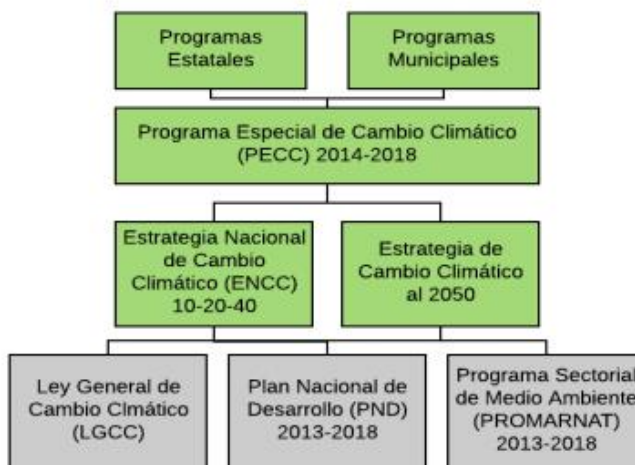 Programas
Estatales
Programas
Municipales
Programa Especial de Cambio Climático
(PECC) 2014-2018
Estrategia Nacional
de Cambio
Climático (ENCC)
10-20-40
Estrategia de
Cambio Climático
al 2050
Ley General de
Cambio Clmático
(LGCC)
Plan Nacional de
Desarrollo (PND)
2013-2018
Programa Sectorial
de Medio Ambiente
(PROMARNAT)
2013-2018